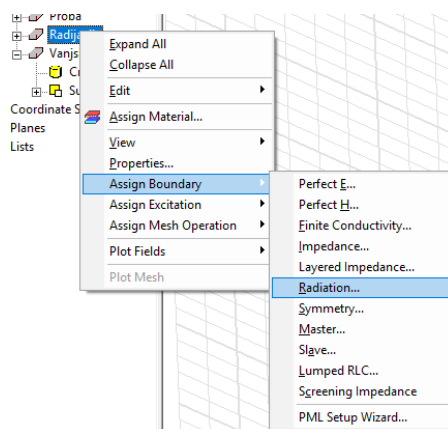 Proba
Expand All
Collapse All
Coordinate S
Planes
Lists
Edit
Assign Material...
View
Properties...
Assign Boundary
Assign Excitation
Assign Mesh Operation
Plot Fields
Plot Mesh
Perfect E...
Perfect H...
Finite Conductivity...
Impedance...
Layered Impedance...
Radiation...
Symmetry...
Master...
Slave...
Lumped RLC...
Screening Impedance
PML Setup Wizard...